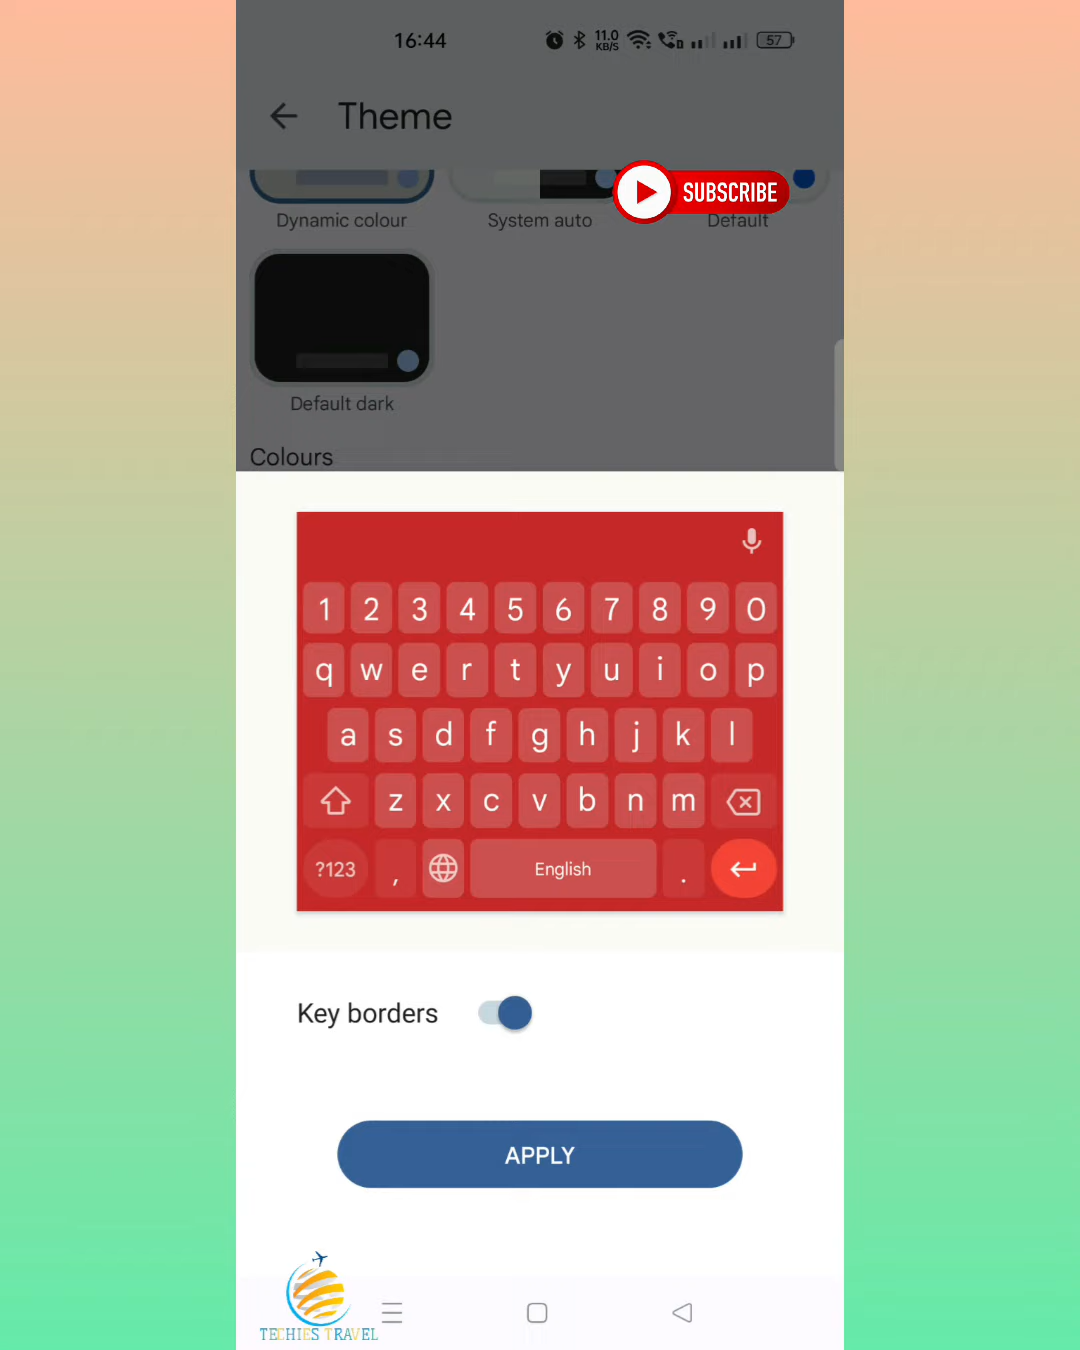 16:44
11.0
KB/S
57
Theme
SUBSCRIBE
Dynamic colour
System auto
Default
Default dark
Colours
1 2 3 4 5 6 7 8 9 0
q w e r t y u i o p
a s d f g h j k l
z x c v b n m
?123 , English .
Key borders
APPLY
TECHIES TRAVEL